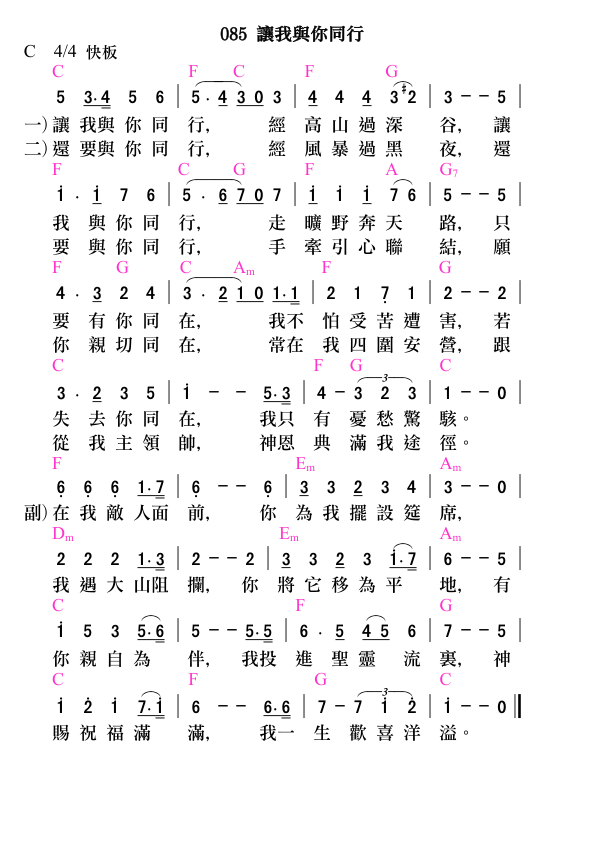 085 讓我與你同行
C 4/4 快板
C F C F G
5 3·4 5 6 | 5 · 4 3 0 3 | 4 4 4 3 #2 | 3 - - 5 |
一)讓 我與 你 同 行, 經 高 山 過 深 谷, 讓
二)還 要與 你 同 行, 經 風 暴 過 黑 夜, 還
F C G F A G7
1 · 1 7 6 | 5 · 6 7 0 7 | 1 1 1 7 6 | 5 - - 5 |
我 與 你 同 行, 走 曠 野 奔 天 路, 只
要 與 你 同 行, 手 牽 引 心 聯 結, 願
F G C Am F G
4 · 3 2 4 | 3 · 2 1 0 1·1 | 2 1 7 1 | 2 - - 2 |
要 有 你 同 在, 我不 怕 受 苦 遭 害, 若
你 親 切 同 在, 常在 我 四 圍 安 營, 跟
C F G C
3 · 2 3 5 | 1 - - 5·3 | 4 - 3 2 3 | 1 - - 0 |
3
失 去 你 同 在, 我只 有 憂 愁 驚 駭。
從 我 主 領 帥, 神恩 典 滿 我 途 徑。
F Em Am
6 6 6 1·7 | 6 - - 6 | 3 3 2 3 4 | 3 - - 0 |
副)在 我 敵 人面 前, 你 為 我 擺 設 筵 席,
Dm Em Am
2 2 2 1·3 | 2 - - 2 | 3 3 2 3 1·7 | 6 - - 5 |
我 遇 大 山阻 攔, 你 將 它 移 為 平 地, 有
C F G
1 5 3 5·6 | 5 - - 5·5 | 6 · 5 4 5 6 | 7 - - 5 |
你 親 自 為 伴, 我投 進 聖 靈 流 裏, 神
C F G C
1 2 1 7·1 | 6 - - 6·6 | 7 - 7 1 2 | 1 - - 0 ||
3
賜 祝 福 滿 滿, 我一 生 歡 喜 洋 溢。